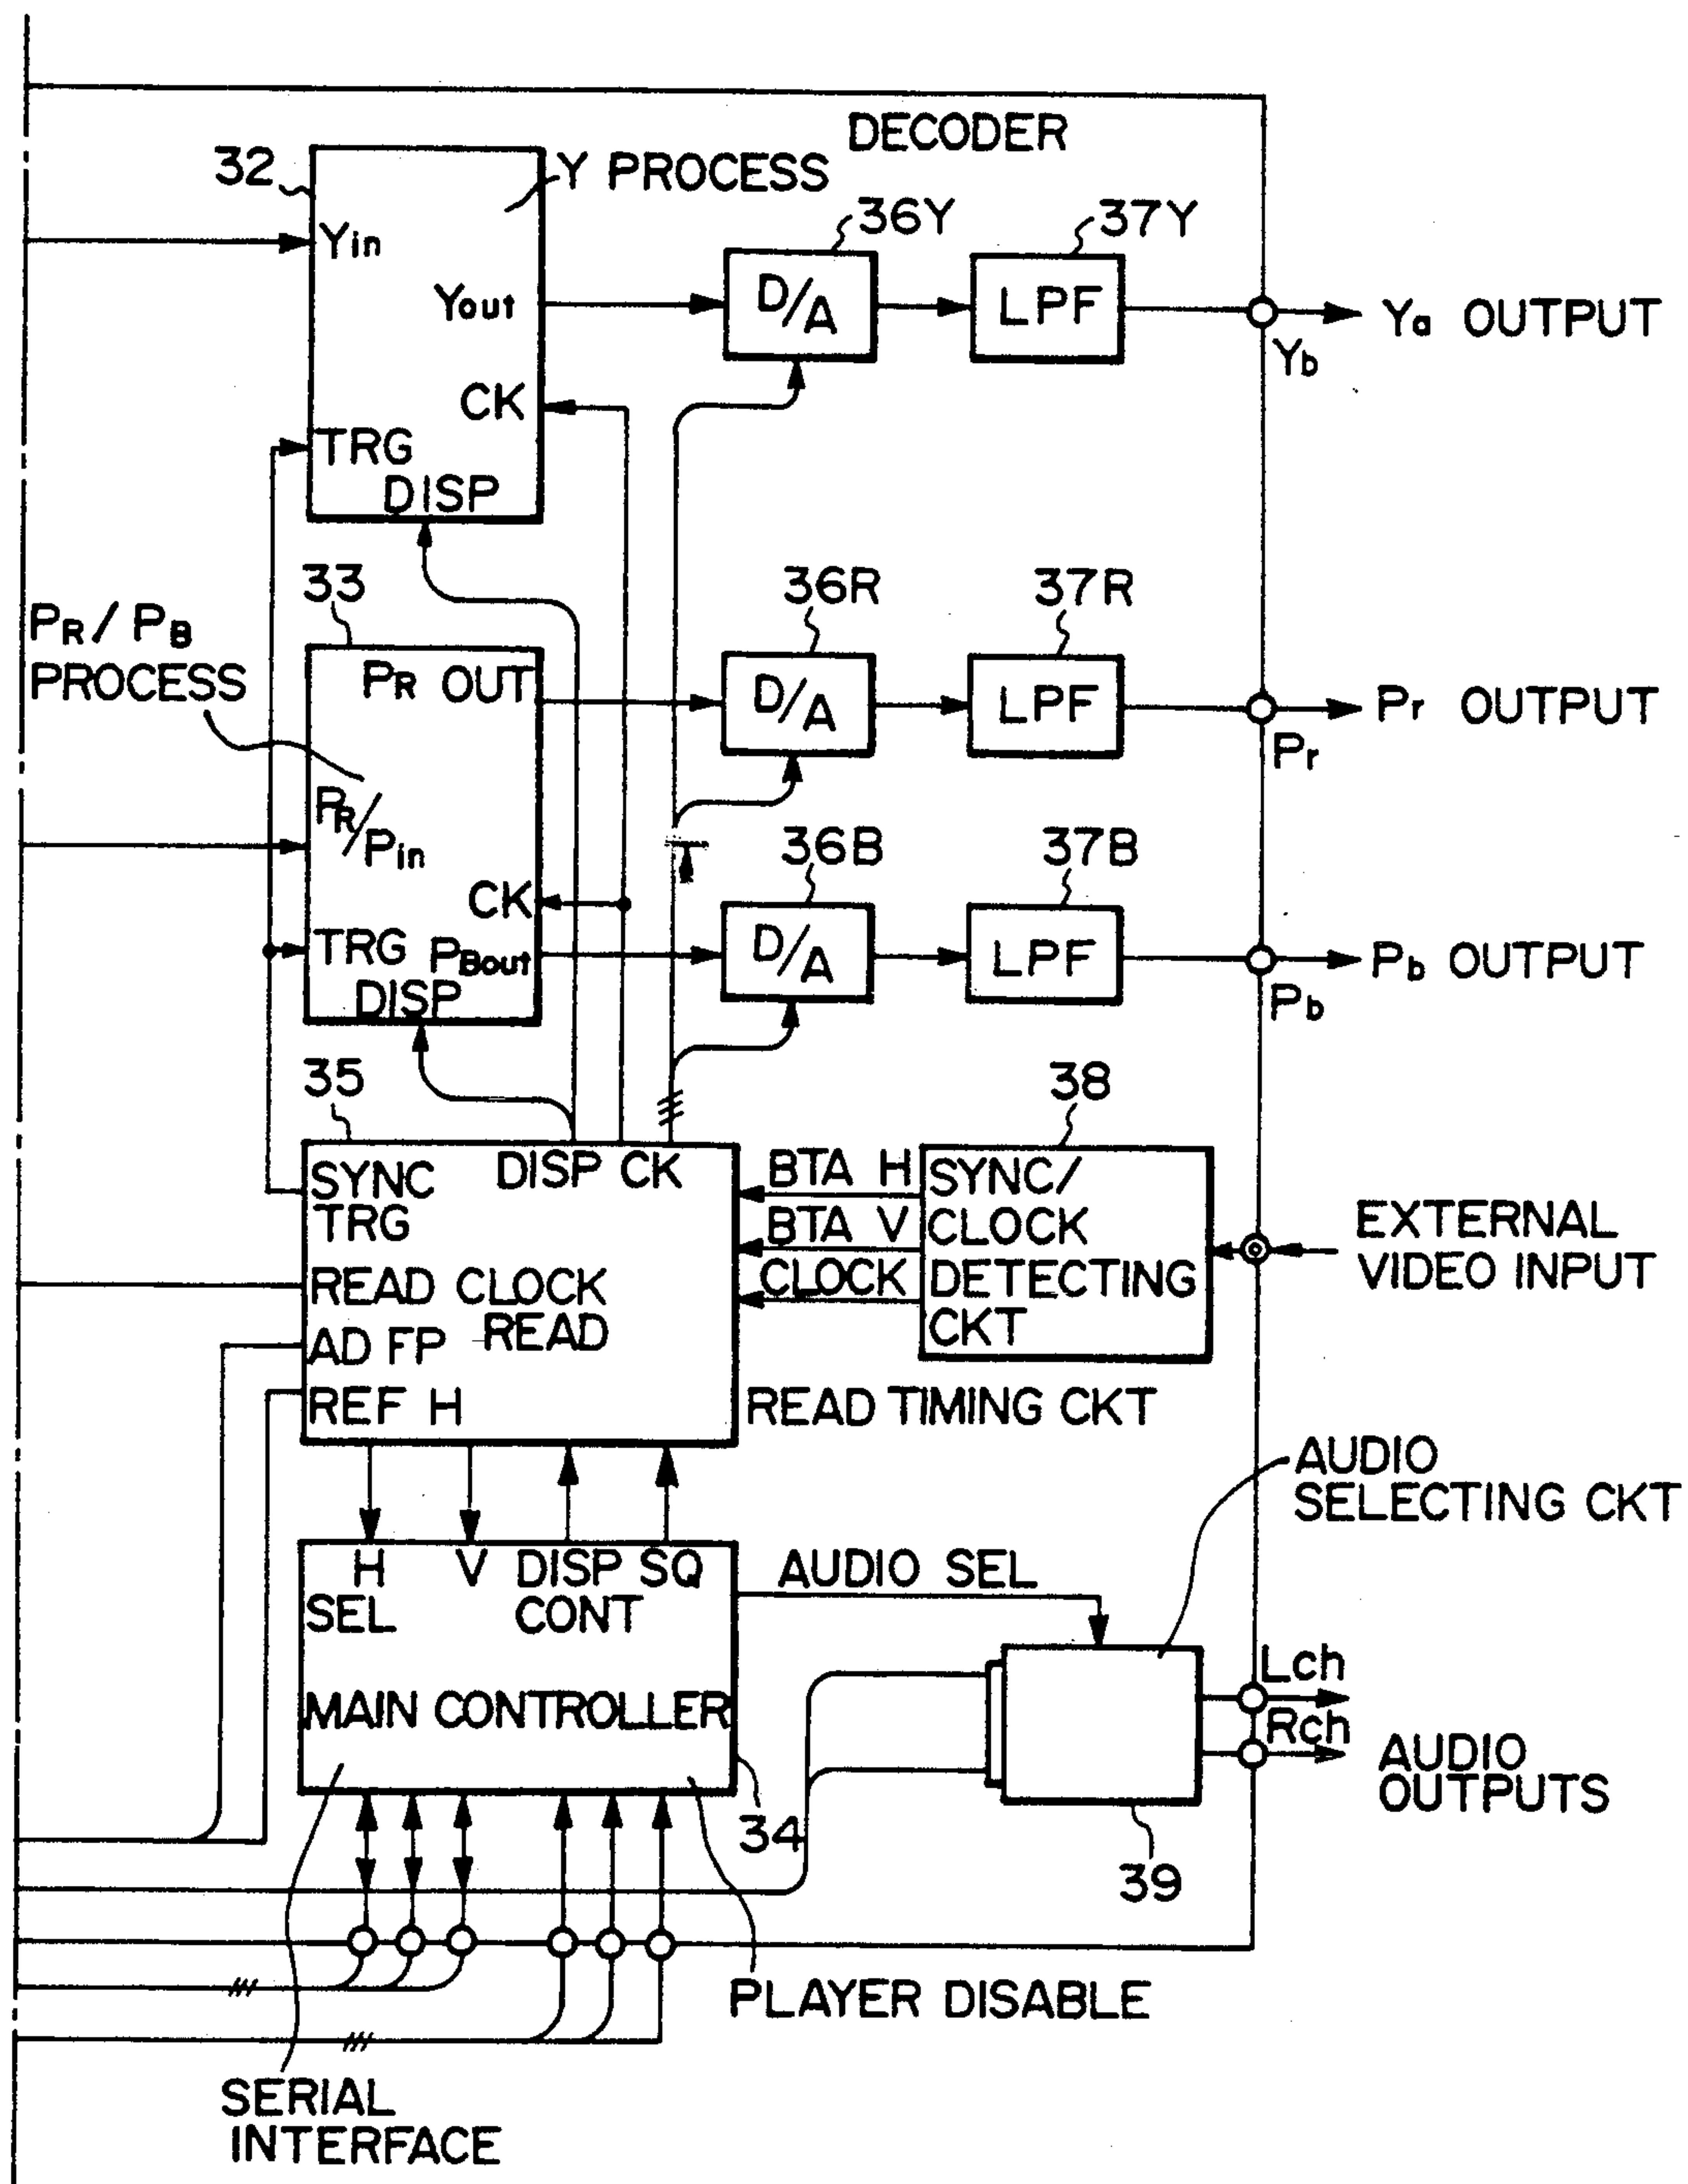 DECODER
32
Y PROCESS
Yin
Yout
CK
TRG
DISP
36Y
D/A
37Y
LPF
Ya OUTPUT
Yb
33
PR/PB
PROCESS
PR OUT
PR/Pin
CK
TRG
PBout
DISP
36R
D/A
37R
LPF
Pr OUTPUT
Pr
36B
D/A
37B
LPF
Pb OUTPUT
Pb
35
SYNC
TRG
DISP CK
READ CLOCK
READ
AD FP
REF H
READ TIMING CKT
BTA H
BTA V
CLOCK
38
SYNC/
CLOCK
DETECTING
CKT
EXTERNAL
VIDEO INPUT
AUDIO
SELECTING CKT
H
SEL
V
DISP
CONT
SQ
MAIN CONTROLLER
34
AUDIO SEL
39
Lch
Rch
AUDIO
OUTPUTS
PLAYER DISABLE
SERIAL
INTERFACE